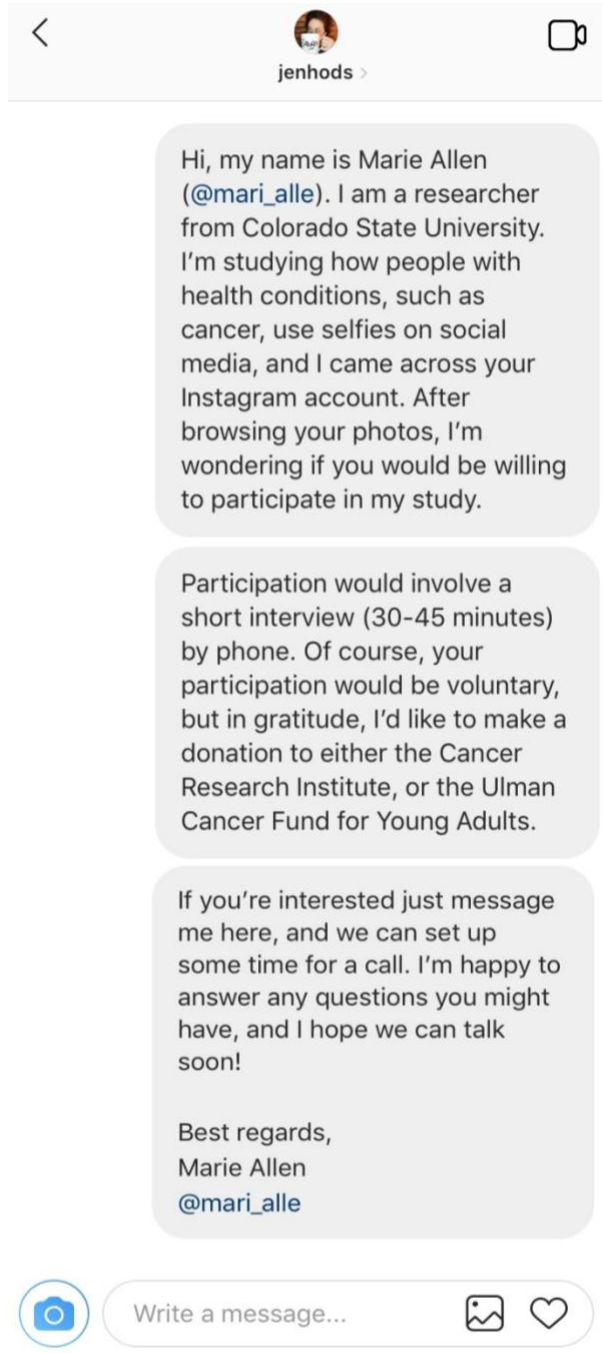 jenhods
Hi, my name is Marie Allen
(@mari_alle). I am a researcher
from Colorado State University.
I'm studying how people with
health conditions, such as
cancer, use selfies on social
media, and I came across your
Instagram account. After
browsing your photos, I'm
wondering if you would be willing
to participate in my study.
Participation would involve a
short interview (30-45 minutes)
by phone. Of course, your
participation would be voluntary,
but in gratitude, I'd like to make a
donation to either the Cancer
Research Institute, or the Ulman
Cancer Fund for Young Adults.
If you're interested just message
me here, and we can set up
some time for a call. I'm happy to
answer any questions you might
have, and I hope we can talk
soon!
Best regards,
Marie Allen
@mari_alle
Write a message...